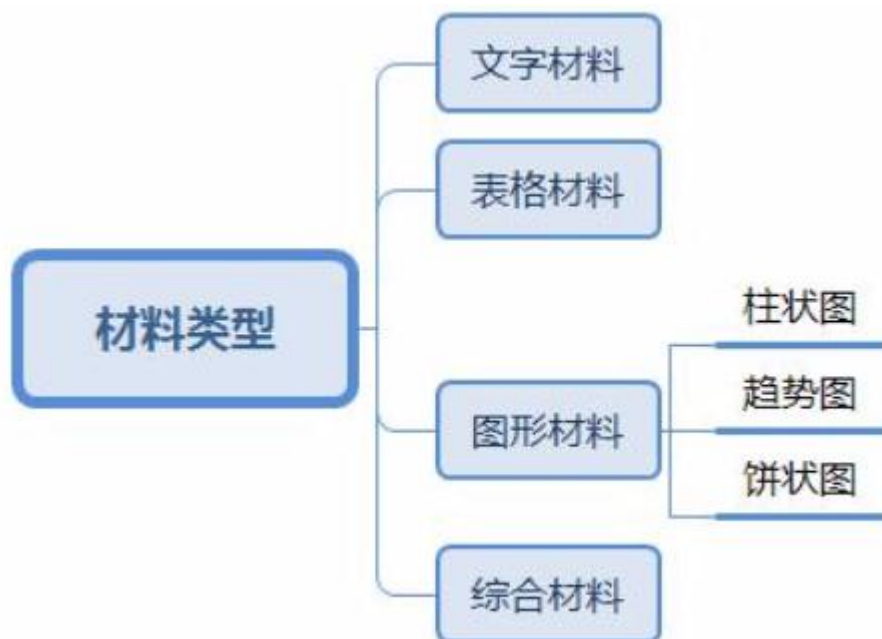 材料类型
文字材料
表格材料
图形材料
柱状图
趋势图
饼状图
综合材料